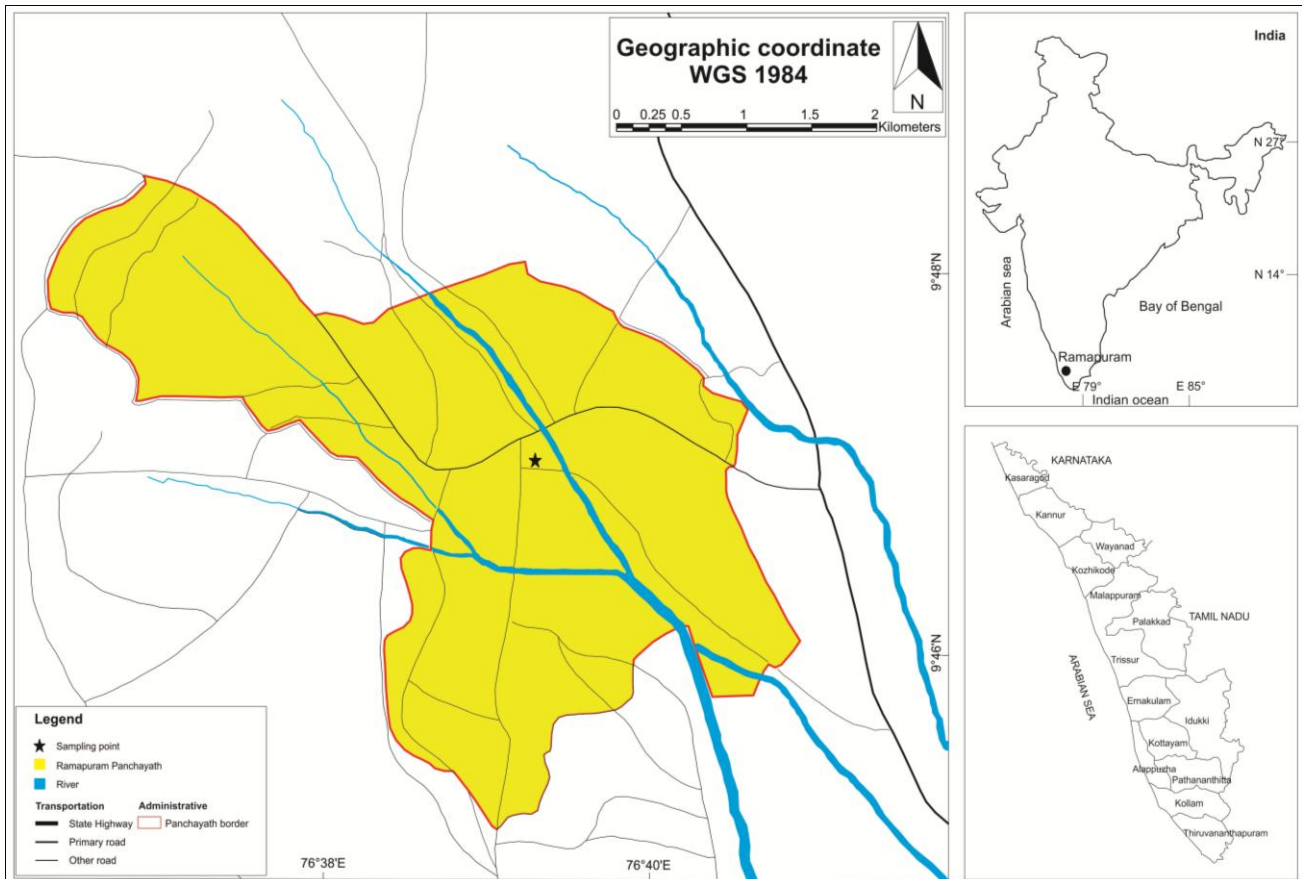 Geographic coordinate
WGS 1984
N
0 0.25 0.5 1 1.5 2
Kilometers
9°48'N
9°46'N
76°38'E
76°40'E
Legend
Sampling point
Ramapuram Panchayath
River
Transportation Administrative
State Highway Panchayath border
Primary road
Other road
India
N 27°
N 14°
Arabian sea
Bay of Bengal
Ramapuram
E 79° E 85°
Indian ocean
KARNATAKA
Kasaragod
Kannur
Wayanad
Kozhikode
Malappuram
TAMIL NADU
Palakkad
Trissur
ARABIAN SEA
Ernakulam
Idukki
Kottayam
Alappuzha
Pathananthitta
Kollam
Thiruvananthapuram